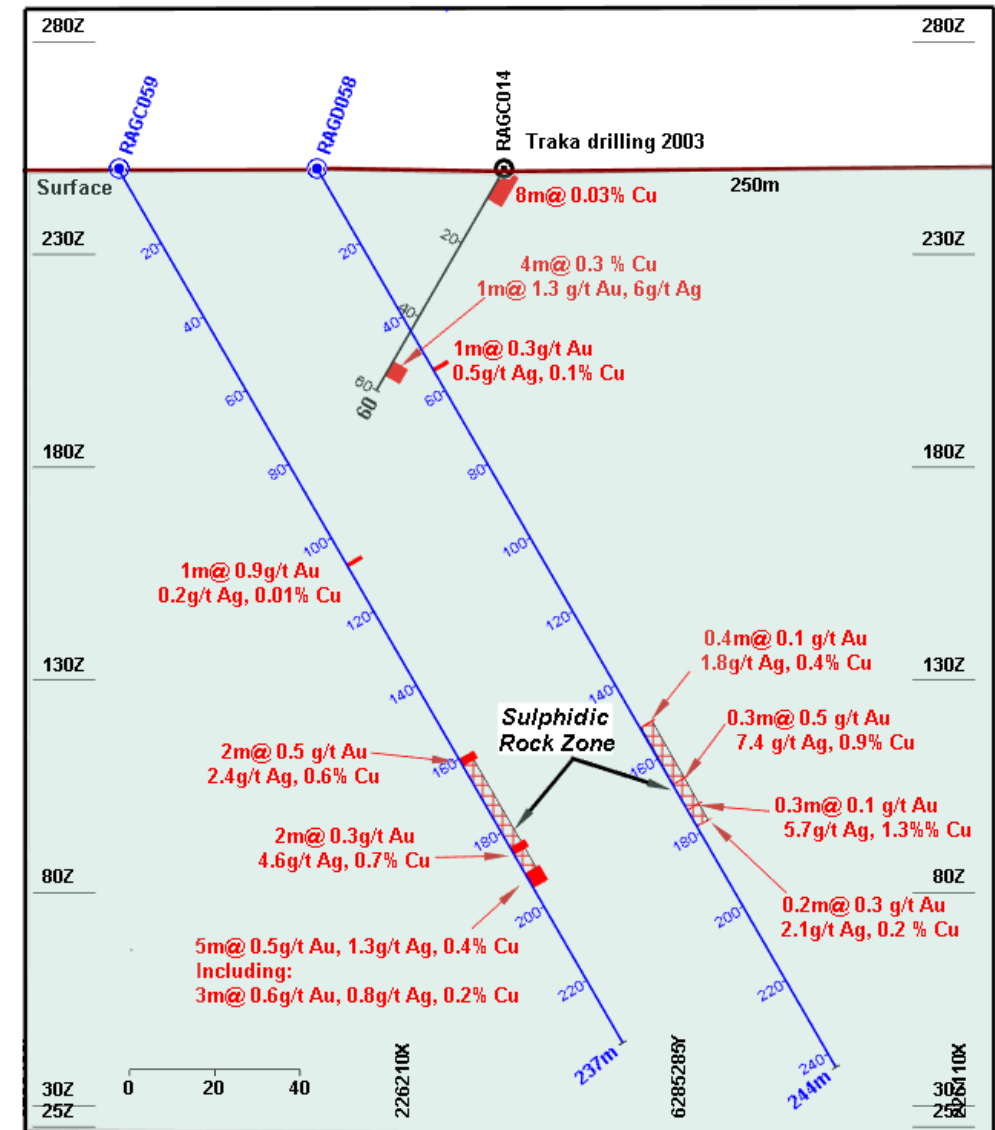 280Z
280Z
RAGC059
RAGD058
RAGC014
Traka drilling 2003
Surface
250m
8m@ 0.03% Cu
230Z
230Z
20
20
20
4m@ 0.3 % Cu
1m@ 1.3 g/t Au, 6g/t Ag
40
40
40
1m@ 0.3g/t Au
0.5g/t Ag, 0.1% Cu
60
60
60
60
180Z
180Z
80
80
100
100
1m@ 0.9g/t Au
0.2g/t Ag, 0.01% Cu
120
120
0.4m@ 0.1 g/t Au
1.8g/t Ag, 0.4% Cu
130Z
130Z
140
140
Sulphidic
Rock Zone
0.3m@ 0.5 g/t Au
7.4 g/t Ag, 0.9% Cu
2m@ 0.5 g/t Au
2.4g/t Ag, 0.6% Cu
160
160
0.3m@ 0.1 g/t Au
5.7g/t Ag, 1.3%% Cu
2m@ 0.3g/t Au
4.6g/t Ag, 0.7% Cu
180
180
80Z
80Z
0.2m@ 0.3 g/t Au
2.1g/t Ag, 0.2 % Cu
200
200
5m@ 0.5g/t Au, 1.3g/t Ag, 0.4% Cu
Including:
3m@ 0.6g/t Au, 0.8g/t Ag, 0.2% Cu
220
220
237m
240
244m
0 20 40
226210X
6285285Y
30Z
30Z
25Z
25Z